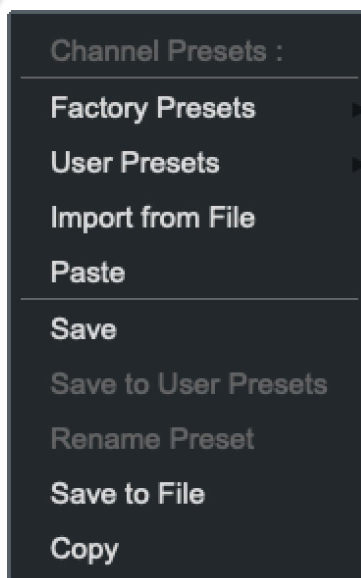 Channel Presets :
Factory Presets
User Presets
Import from File
Paste
Save
Save to User Presets
Rename Preset
Save to File
Copy